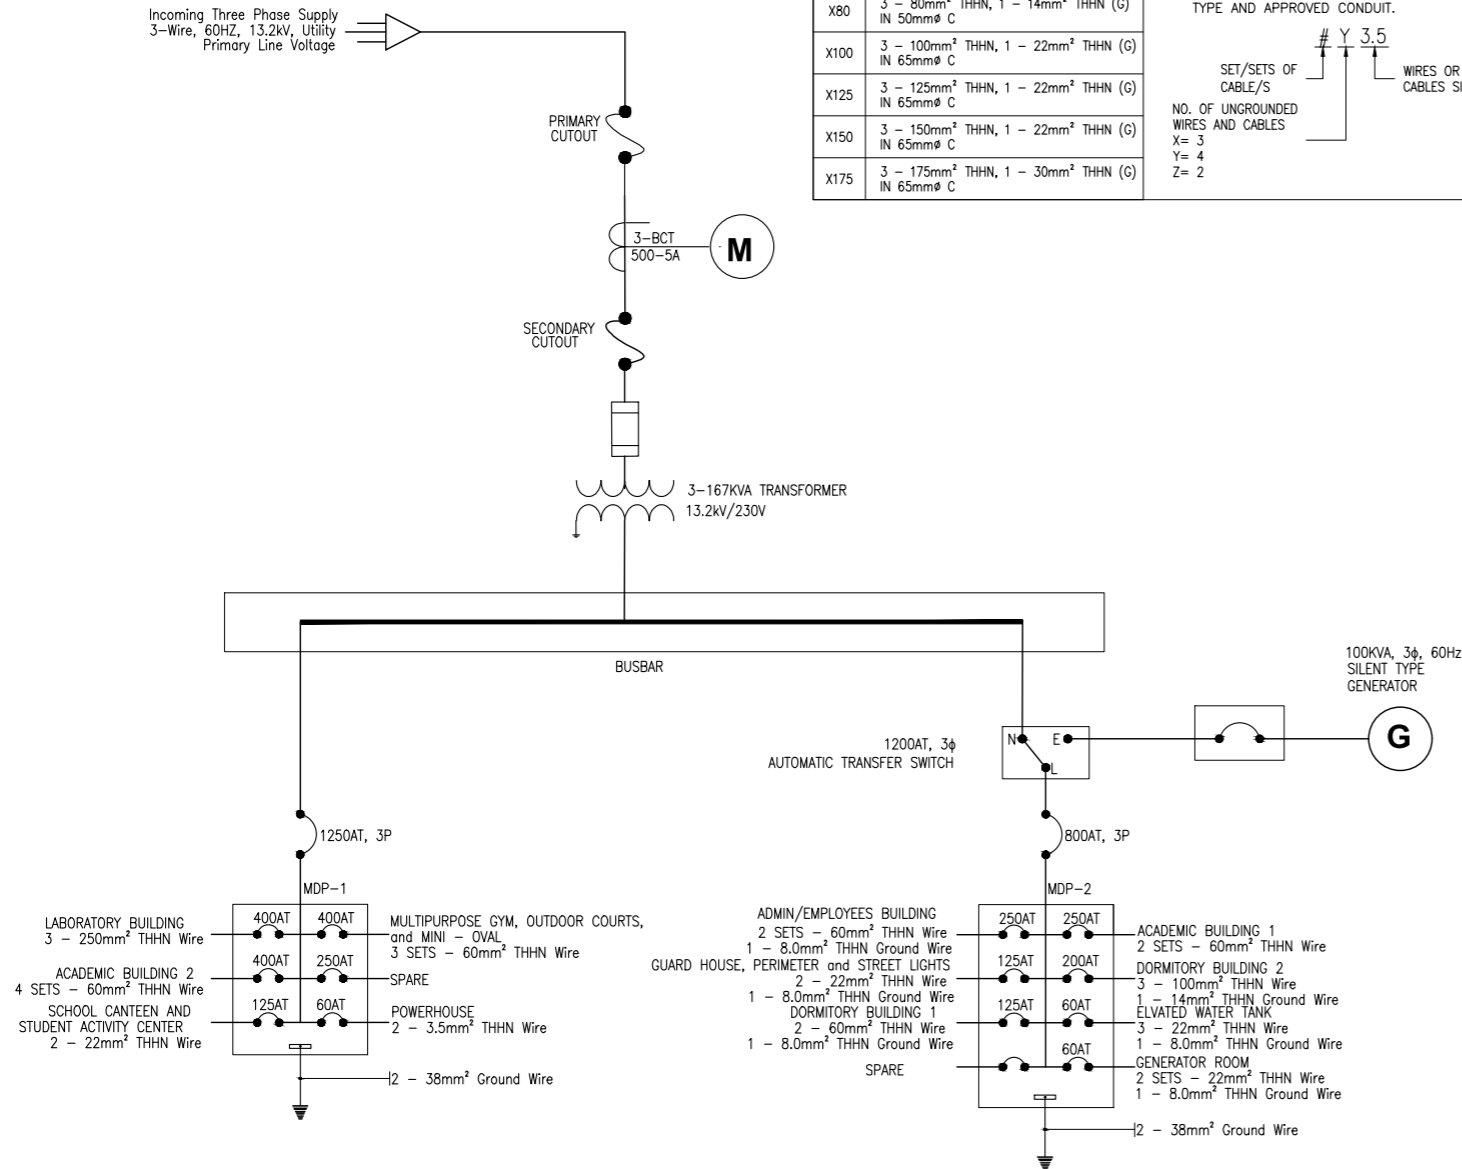 Incoming Three Phase Supply
3-Wire, 60HZ, 13.2kV, Utility
Primary Line Voltage
X80
3 - 80mm² THHN, 1 - 14mm² THHN (G)
IN 50mmø C
X100
3 - 100mm² THHN, 1 - 22mm² THHN (G)
IN 65mmø C
X125
3 - 125mm² THHN, 1 - 22mm² THHN (G)
IN 65mmø C
X150
3 - 150mm² THHN, 1 - 22mm² THHN (G)
IN 65mmø C
X175
3 - 175mm² THHN, 1 - 30mm² THHN (G)
IN 65mmø C
TYPE AND APPROVED CONDUIT.
# Y 3.5
SET/SETS OF
CABLE/S
WIRES OR
CABLES
NO. OF UNGROUNDED
WIRES AND CABLES
X= 3
Y= 4
Z= 2
PRIMARY
CUTOUT
3-BCT
500-5A
M
SECONDARY
CUTOUT
3-167KVA TRANSFORMER
13.2kV/230V
BUSBAR
100KVA, 3ϕ, 60Hz
SILENT TYPE
GENERATOR
G
1200AT, 3ϕ
AUTOMATIC TRANSFER SWITCH
N
E
L
1250AT, 3P
800AT, 3P
MDP-1
LABORATORY BUILDING
3 - 250mm² THHN Wire
400AT
400AT
MULTIPURPOSE GYM, OUTDOOR COURTS,
and MINI - OVAL
3 SETS - 60mm² THHN Wire
ACADEMIC BUILDING 2
4 SETS - 60mm² THHN Wire
400AT
250AT
SPARE
SCHOOL CANTEEN AND
STUDENT ACTIVITY CENTER
2 - 22mm² THHN Wire
125AT
60AT
POWERHOUSE
2 - 3.5mm² THHN Wire
2 - 38mm² Ground Wire
MDP-2
ADMIN/EMPLOYEES BUILDING
2 SETS - 60mm² THHN Wire
1 - 8.0mm² THHN Ground Wire
250AT
250AT
ACADEMIC BUILDING 1
2 SETS - 60mm² THHN Wire
GUARD HOUSE, PERIMETER and STREET LIGHTS
2 - 22mm² THHN Wire
1 - 8.0mm² THHN Ground Wire
125AT
200AT
DORMITORY BUILDING 2
3 - 100mm² THHN Wire
1 - 14mm² THHN Ground Wire
DORMITORY BUILDING 1
2 - 60mm² THHN Wire
1 - 8.0mm² THHN Ground Wire
125AT
60AT
ELVATED WATER TANK
3 - 22mm² THHN Wire
1 - 8.0mm² THHN Ground Wire
SPARE
60AT
GENERATOR ROOM
2 SETS - 22mm² THHN Wire
1 - 8.0mm² THHN Ground Wire
2 - 38mm² Ground Wire